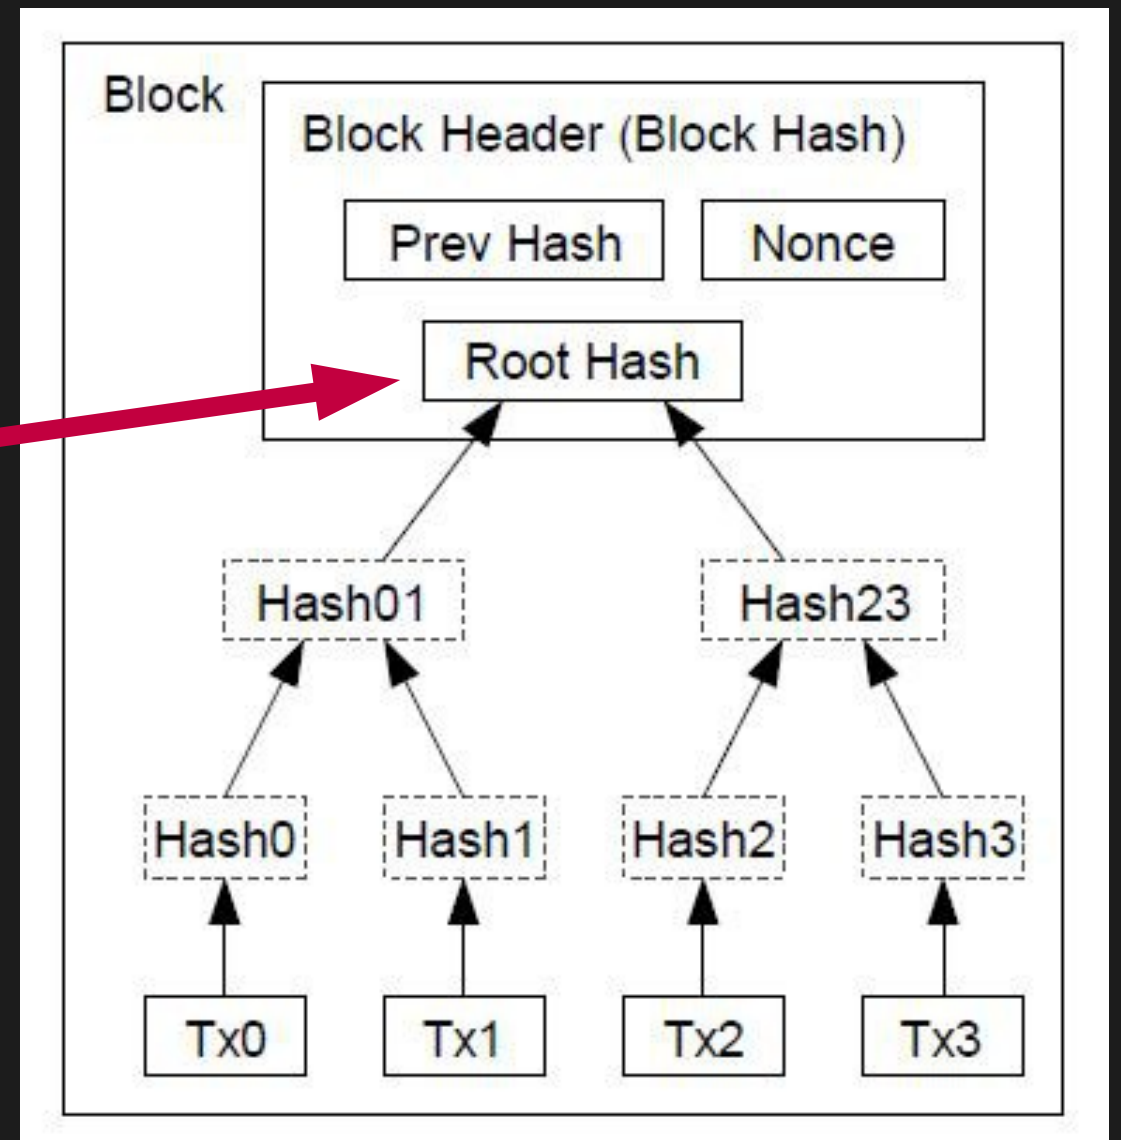 Block
Block Header (Block Hash)
Prev Hash
Nonce
Root Hash
Hash01
Hash23
Hash0
Hash1
Hash2
Hash3
Tx0
Tx1
Tx2
Tx3